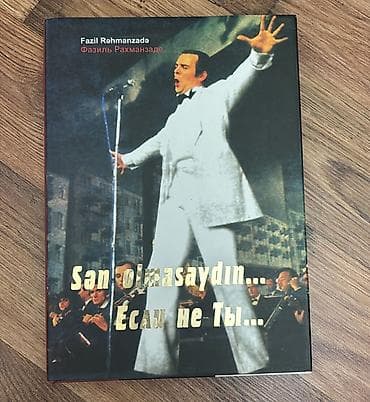 Fazil Rəhmanzadə
Фазиль Рахманзаде
Sən olmasaydın...
Если не Ты...